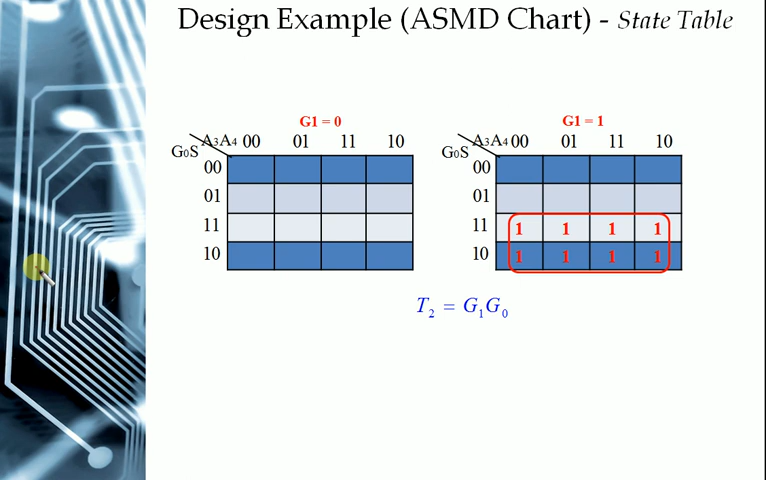 Design Example (ASMD Chart) - State Table
G1 = 0
G1 = 1
A3A4 00 01 11 10
A3A4 00 01 11 10
G0S
G0S
00
00
01
01
11
11 1 1 1 1
10
10 1 1 1 1
T2 = G1G0